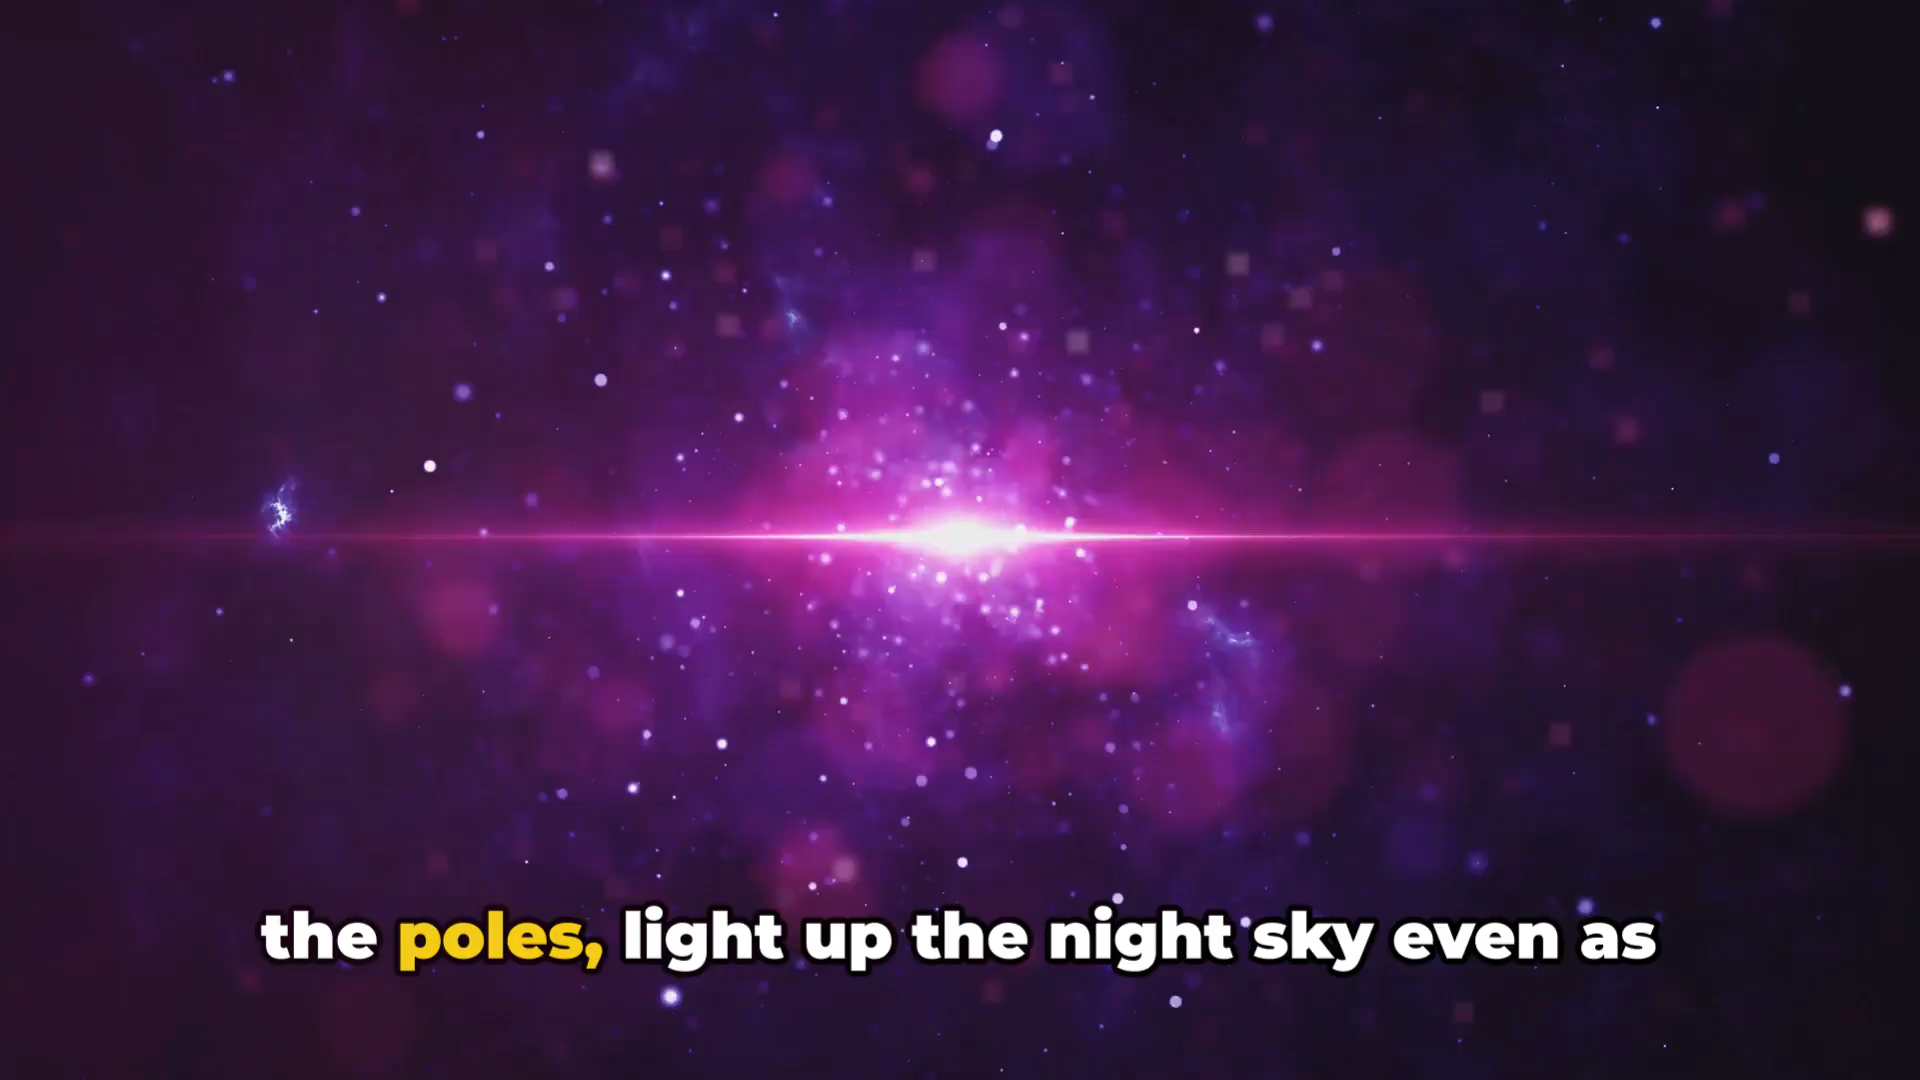 the poles, light up the night sky even as